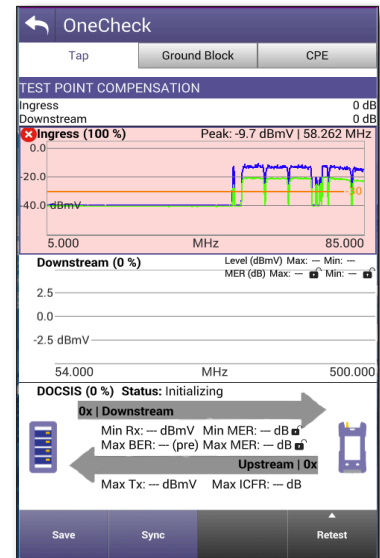 OneCheck
Tap Ground Block CPE
TEST POINT COMPENSATION
Ingress 0 dB
Downstream 0 dB
Ingress (100 %) Peak: -9.7 dBmV | 58.262 MHz
0.0
-20.0
-30
-40.0 dBmV
5.000 MHz 85.000
Downstream (0 %) Level (dBmV) Max: --- Min: ---
MER (dB) Max: --- Min: ---
2.5
0.0
-2.5 dBmV
54.000 MHz 500.000
DOCSIS (0 %) Status: Initializing
0x | Downstream
Min Rx: --- dBmV Min MER: --- dB
Max BER: --- (pre) Max MER: --- dB
Upstream | 0x
Max Tx: --- dBmV Max ICFR: --- dB
Save Sync Retest